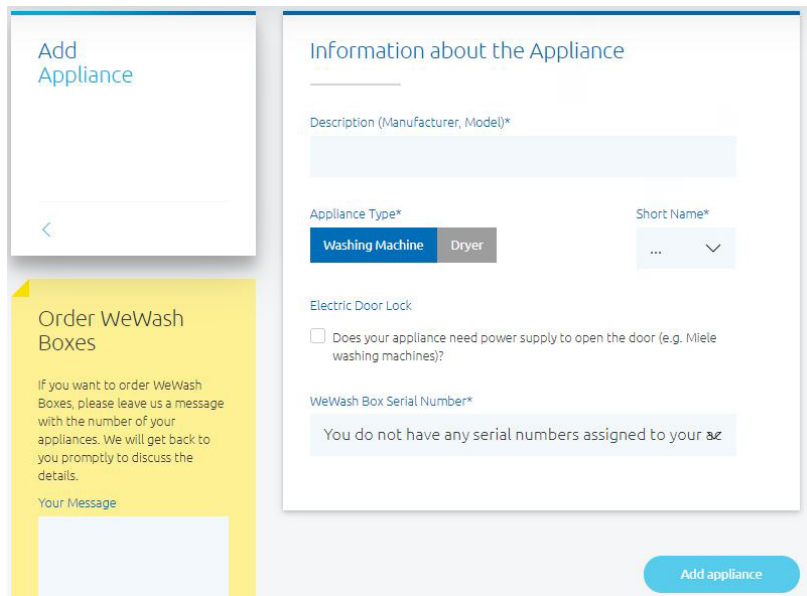 Add
Appliance
Order WeWash
Boxes
If you want to order WeWash
Boxes, please leave us a message
with the number of your
appliances. We will get back to
you promptly to discuss the
details.
Your Message
Information about the Appliance
Description (Manufacturer, Model)*
Appliance Type*
Short Name*
Washing Machine
Dryer
...
Electric Door Lock
Does your appliance need power supply to open the door (e.g. Miele
washing machines)?
WeWash Box Serial Number*
You do not have any serial numbers assigned to your
Add appliance